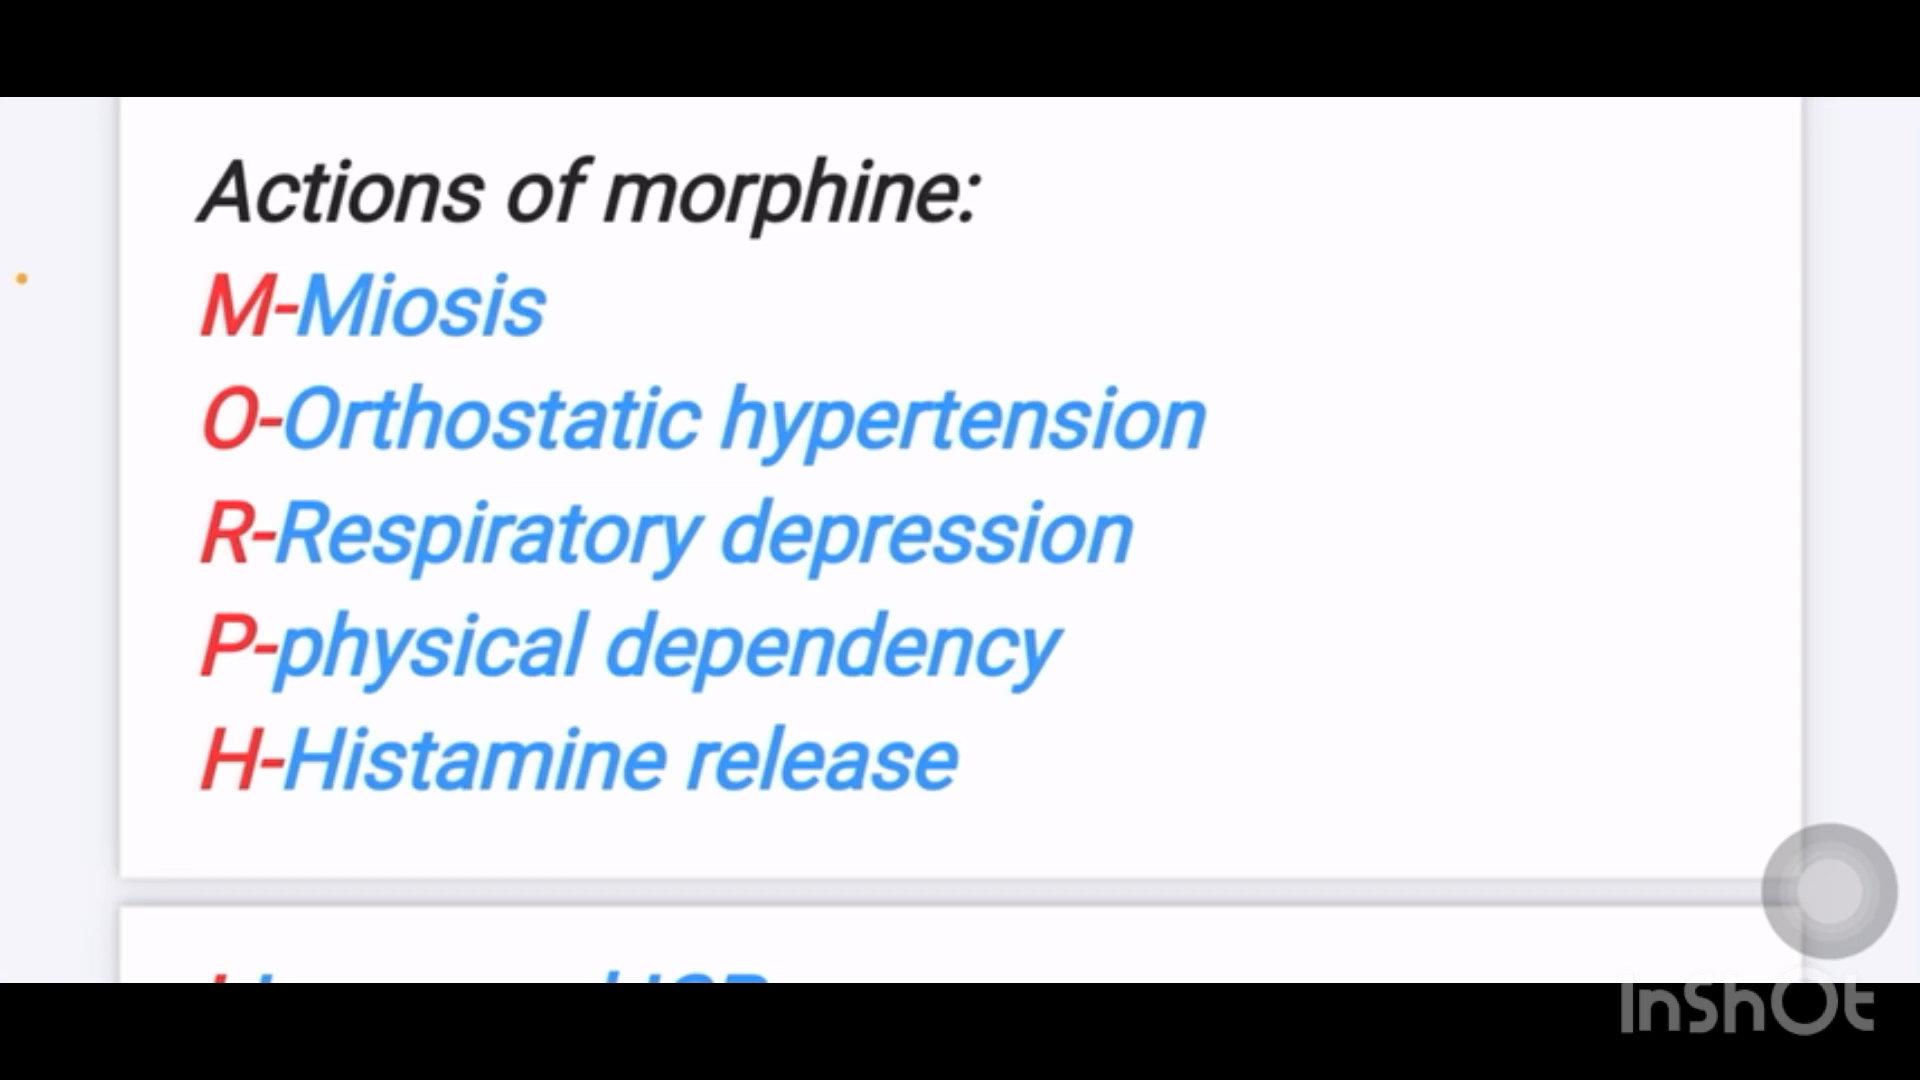 Actions of morphine:
M-Miosis
O-Orthostatic hypertension
R-Respiratory depression
P-physical dependency
H-Histamine release
InShOt